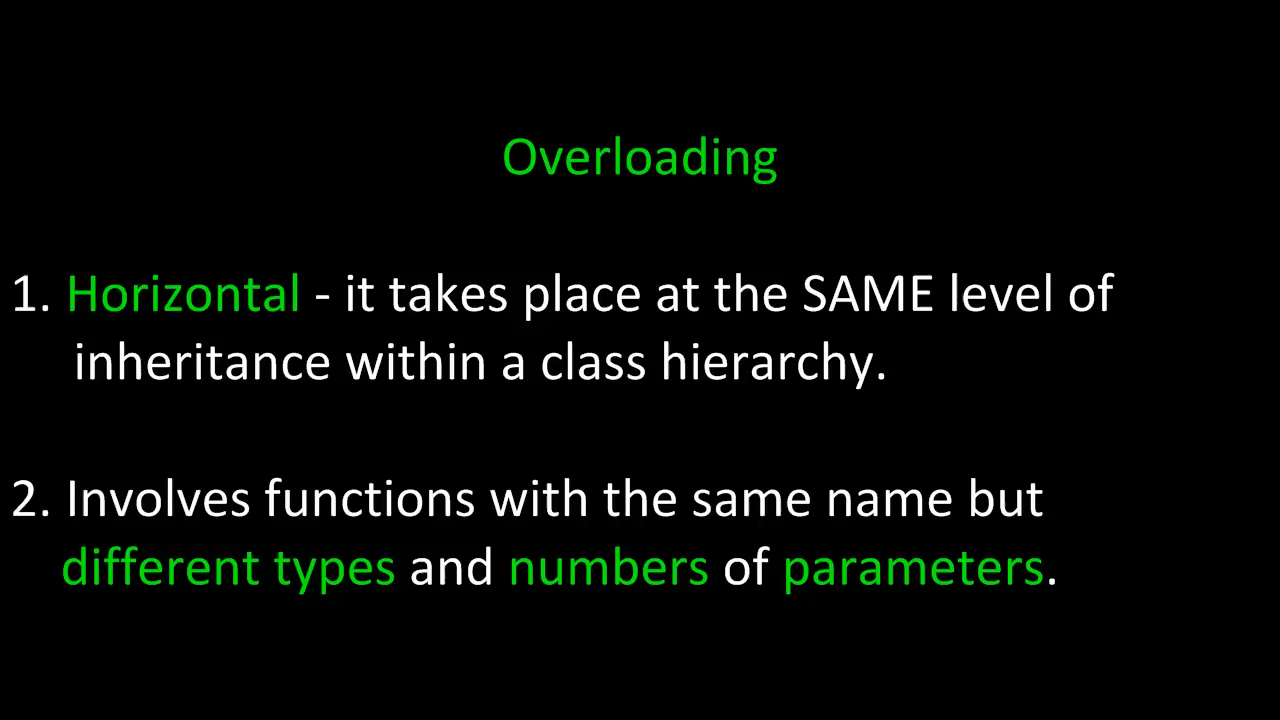 Overloading
1. Horizontal - it takes place at the SAME level of
inheritance within a class hierarchy.
2. Involves functions with the same name but
different types and numbers of parameters.